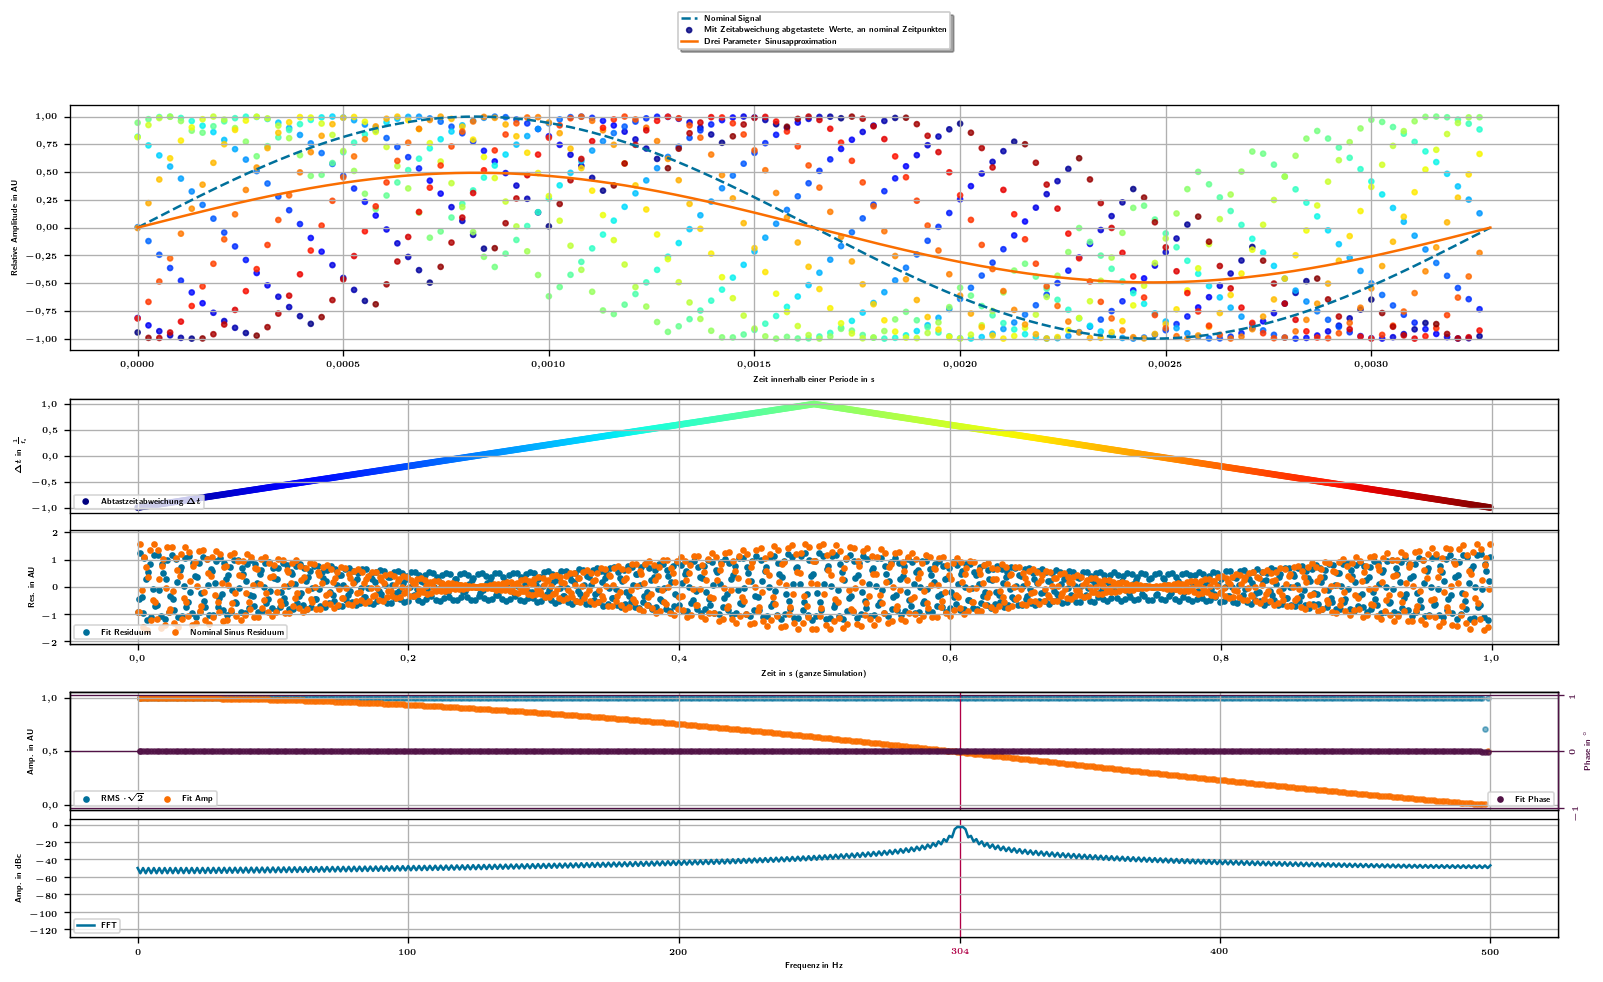 Nominal Signal
Mit Zeitabweichung abgetastete Werte, an nominal Zeitpunkten
Drei Parameter Sinusapproximation
Relative Amplitude in AU
1,00
0,75
0,50
0,25
0,00
−0,25
−0,50
−0,75
−1,00
0,0000 0,0005 0,0010 0,0015 0,0020 0,0025 0,0030
Zeit innerhalb einer Periode in s
1,0
0,5
0,0
−0,5
−1,0
Abtastzeitabweichung Δt
2
1
0
−1
−2
Res. in AU
Fit Residuum Nominal Sinus Residuum
0,0 0,2 0,4 0,6 0,8 1,0
Zeit in s (ganze Simulation)
1,0
0,5
0,0
Amp. in AU
RMS · √2 Fit Amp
Fit Phase
1
0
−1
Phase in °
0
−20
−40
−60
−80
−100
−120
Amp. in dBc
FFT
0 100 200 304 400 500
Frequenz in Hz